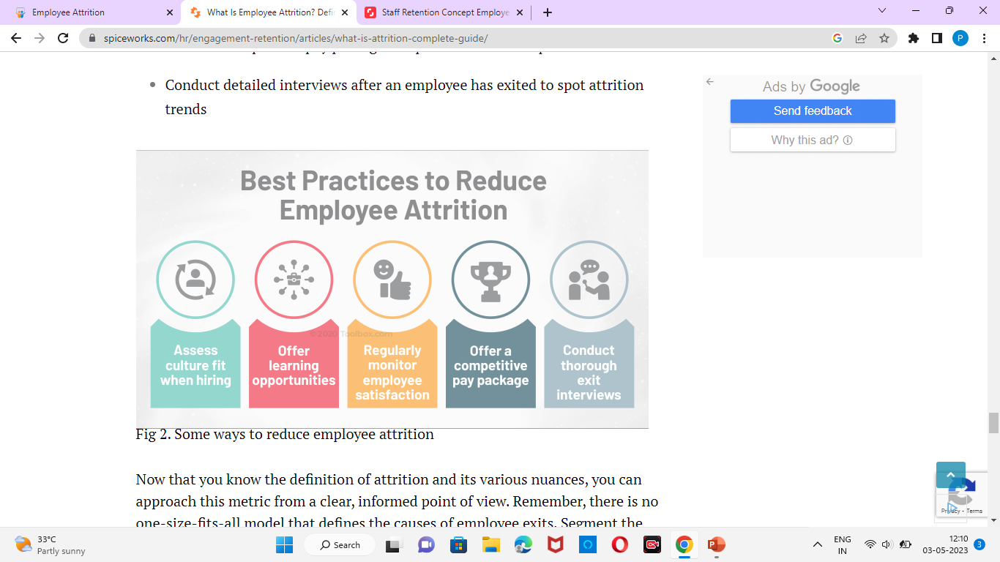 Employee Attrition
What Is Employee Attrition? Defi
Staff Retention Concept Employe
spiceworks.com/hr/engagement-retention/articles/what-is-attrition-complete-guide/
P
Conduct detailed interviews after an employee has exited to spot attrition
trends
Ads by Google
Send feedback
Why this ad?
Best Practices to Reduce
Employee Attrition
© 2020 Toolbox.com
Assess
culture fit
when hiring
Offer
learning
opportunities
Regularly
monitor
employee
satisfaction
Offer a
competitive
pay package
Conduct
thorough
exit
interviews
Fig 2. Some ways to reduce employee attrition
Now that you know the definition of attrition and its various nuances, you can
approach this metric from a clear, informed point of view. Remember, there is no
one-size-fits-all model that defines the causes of employee exits. Segment the
Privacy - Terms
33°C
Partly sunny
Search
ENG
IN
12:10
03-05-2023
3